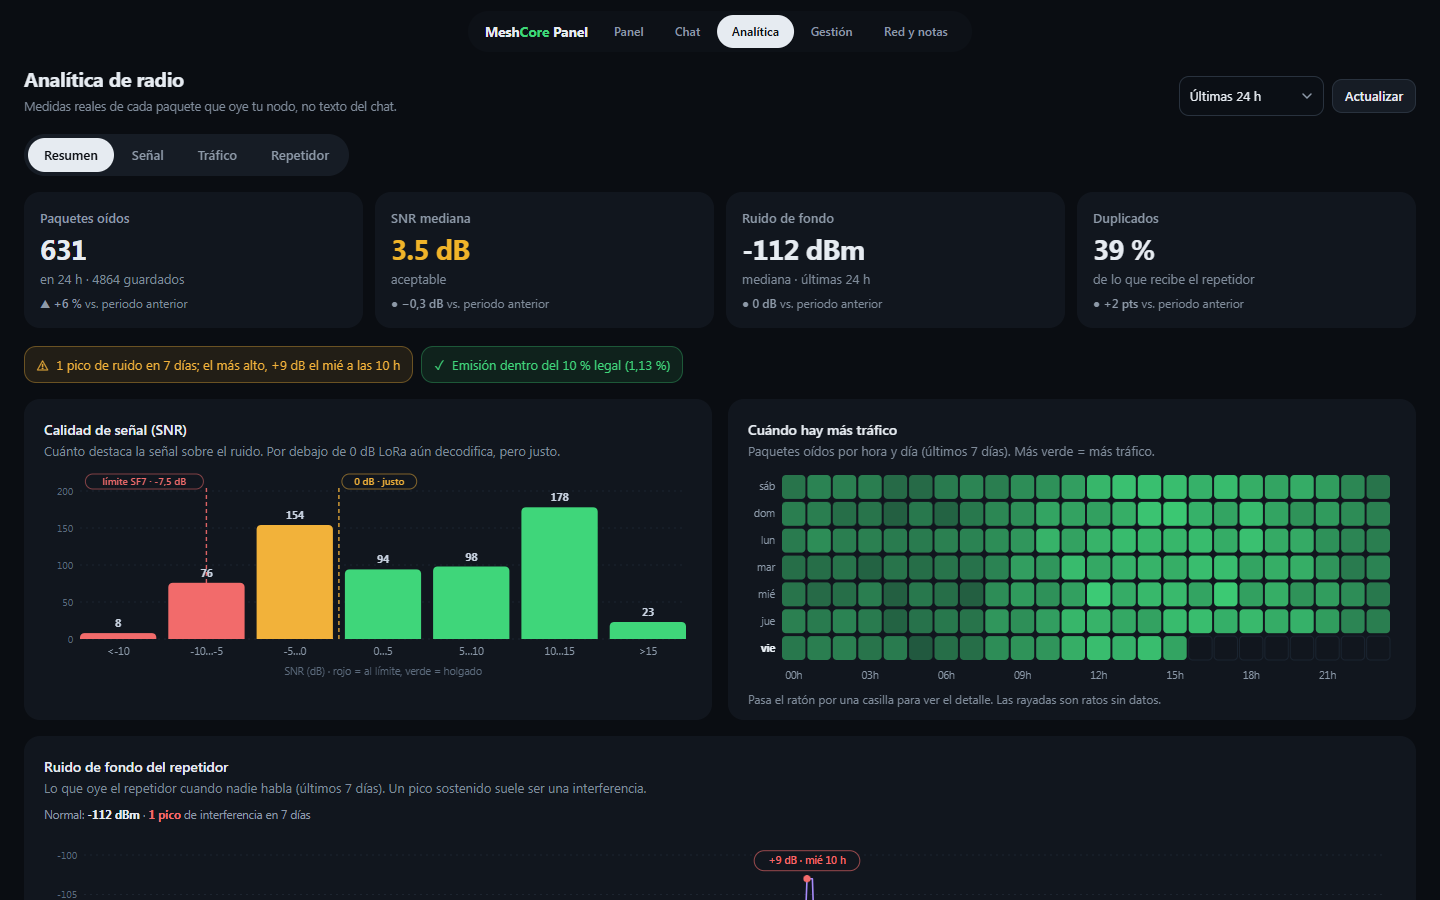 MeshCore Panel
Panel
Chat
Analítica
Gestión
Red y notas
Analítica de radio
Medidas reales de cada paquete que oye tu nodo, no texto del chat.
Últimas 24 h
Actualizar
Resumen
Señal
Tráfico
Repetidor
Paquetes oídos
631
en 24 h · 4864 guardados
▲ +6 % vs. periodo anterior
SNR mediana
3.5 dB
aceptable
● −0,3 dB vs. periodo anterior
Ruido de fondo
-112 dBm
mediana · últimas 24 h
● 0 dB vs. periodo anterior
Duplicados
39 %
de lo que recibe el repetidor
● +2 pts vs. periodo anterior
⚠ 1 pico de ruido en 7 días; el más alto, +9 dB el mié a las 10 h
✓ Emisión dentro del 10 % legal (1,13 %)
Calidad de señal (SNR)
Cuánto destaca la señal sobre el ruido. Por debajo de 0 dB LoRa aún decodifica, pero justo.
límite SF7 · -7,5 dB
0 dB · justo
200
150
100
50
0
8
76
154
94
98
178
23
<-10
-10…-5
-5…0
0…5
5…10
10…15
>15
SNR (dB) · rojo = al límite, verde = holgado
Cuándo hay más tráfico
Paquetes oídos por hora y día (últimos 7 días). Más verde = más tráfico.
sáb
dom
lun
mar
mié
jue
vie
00h
03h
06h
09h
12h
15h
18h
21h
Pasa el ratón por una casilla para ver el detalle. Las rayadas son ratos sin datos.
Ruido de fondo del repetidor
Lo que oye el repetidor cuando nadie habla (últimos 7 días). Un pico sostenido suele ser una interferencia.
Normal: -112 dBm · 1 pico de interferencia en 7 días
-100
+9 dB · mié 10 h
-105